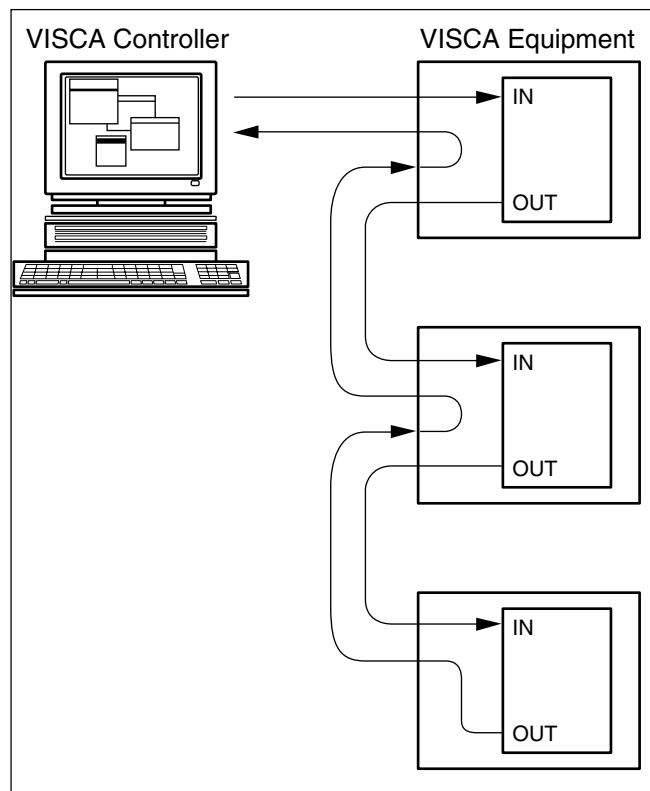 VISCA Controller
VISCA Equipment
IN
OUT
IN
OUT
IN
OUT